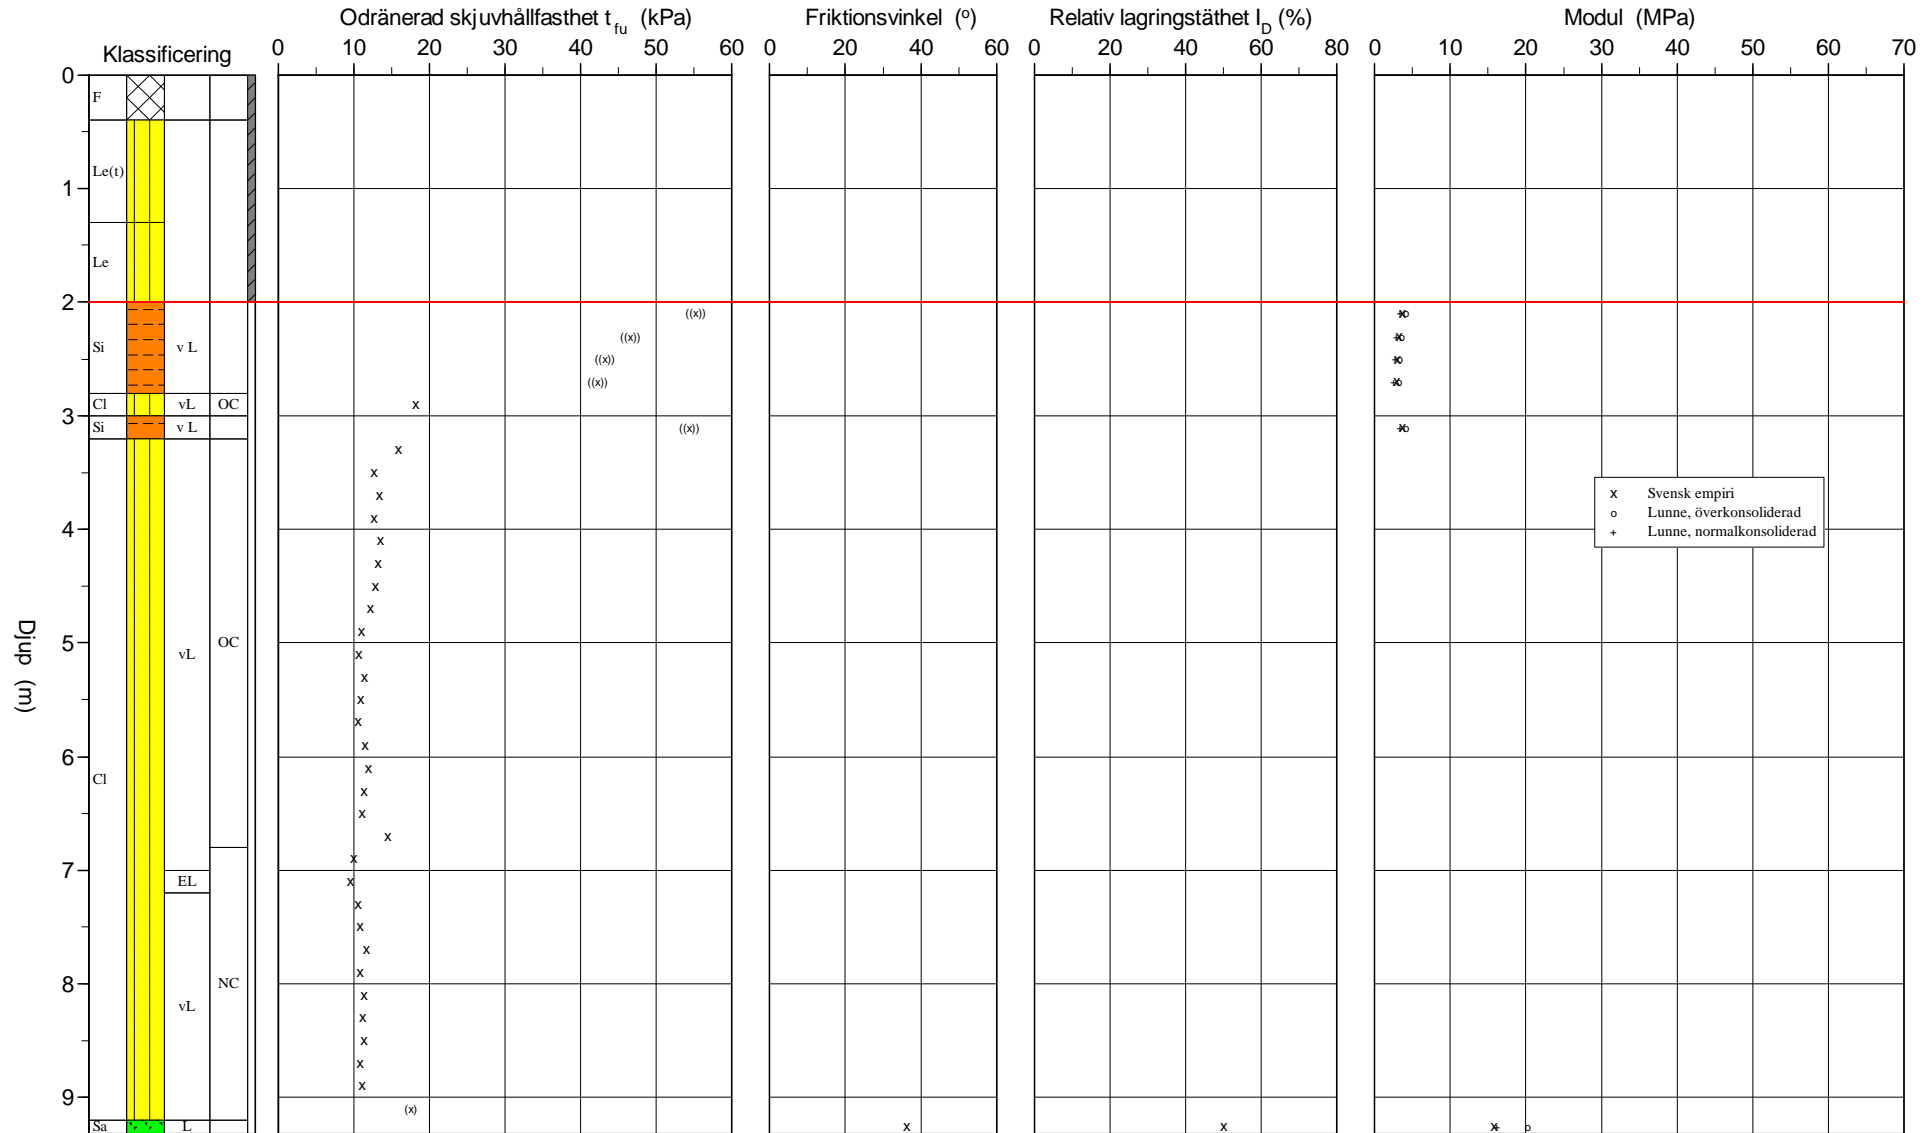 Odränerad skjuvhållfasthet t_fu (kPa)
Friktionsvinkel (°)
Relativ lagringstäthet I_D (%)
Modul (MPa)
Klassificering
0 10 20 30 40 50 60
0 20 40 60
0 20 40 60 80
0 10 20 30 40 50 60 70
Djup (m)
0
F
Le(t)
1
Le
2
((x))
((x))
Si v L
((x))
((x))
Cl vL OC
3
Si v L
((x))
x Svensk empiri
o Lunne, överkonsoliderad
+ Lunne, normalkonsoliderad
4
5
OC
vL
6
Cl
7
EL
8
NC
vL
9
(x)
Sa L